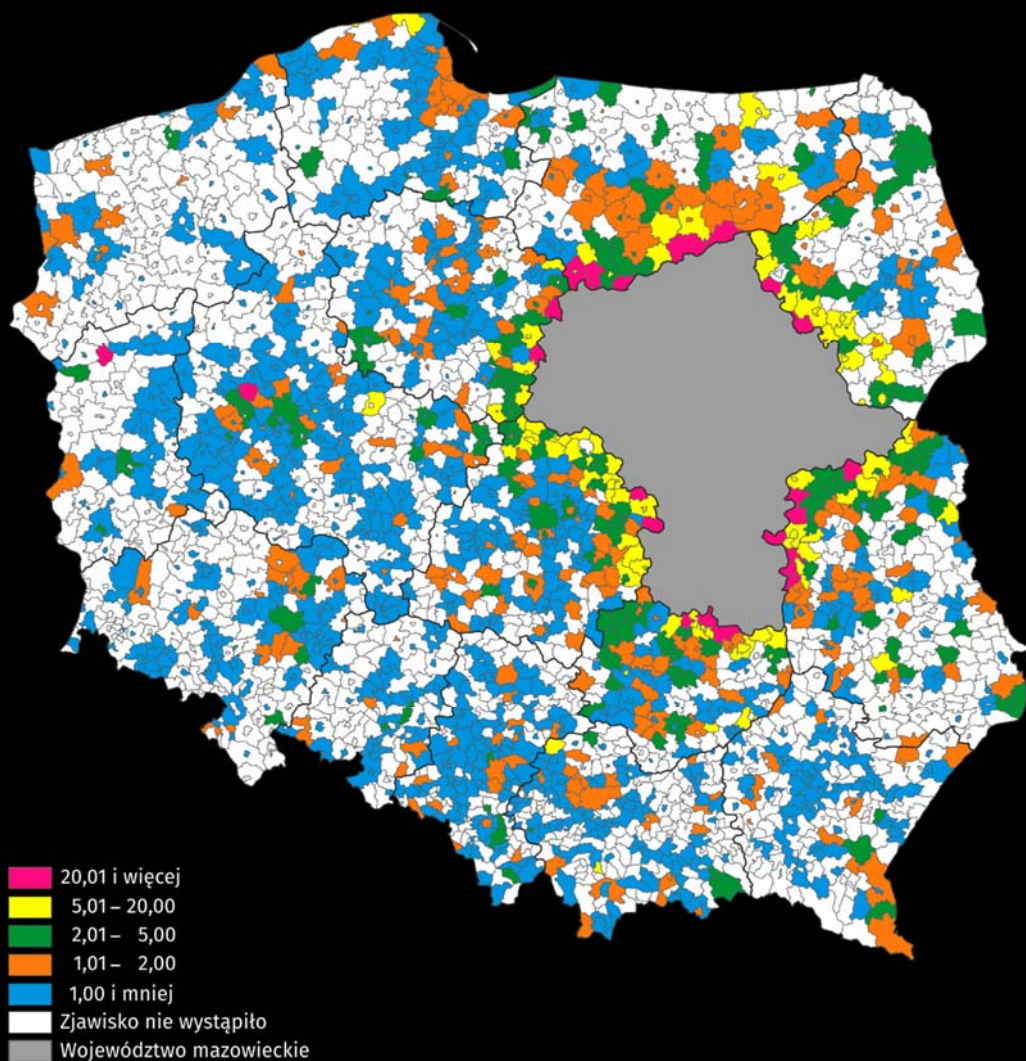 20,01 i więcej
5,01 – 20,00
2,01 – 5,00
1,01 – 2,00
1,00 i mniej
Zjawisko nie wystąpiło
Województwo mazowieckie